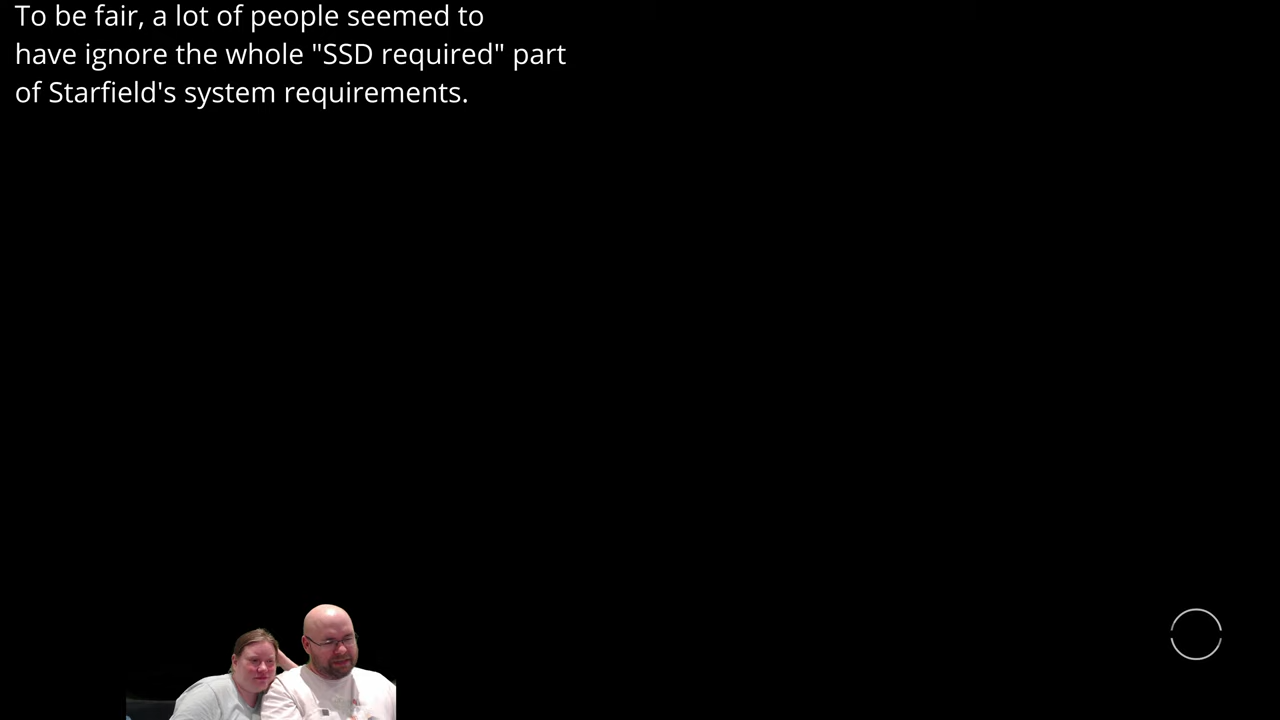 To be fair, a lot of people seemed to
have ignore the whole "SSD required" part
of Starfield's system requirements.